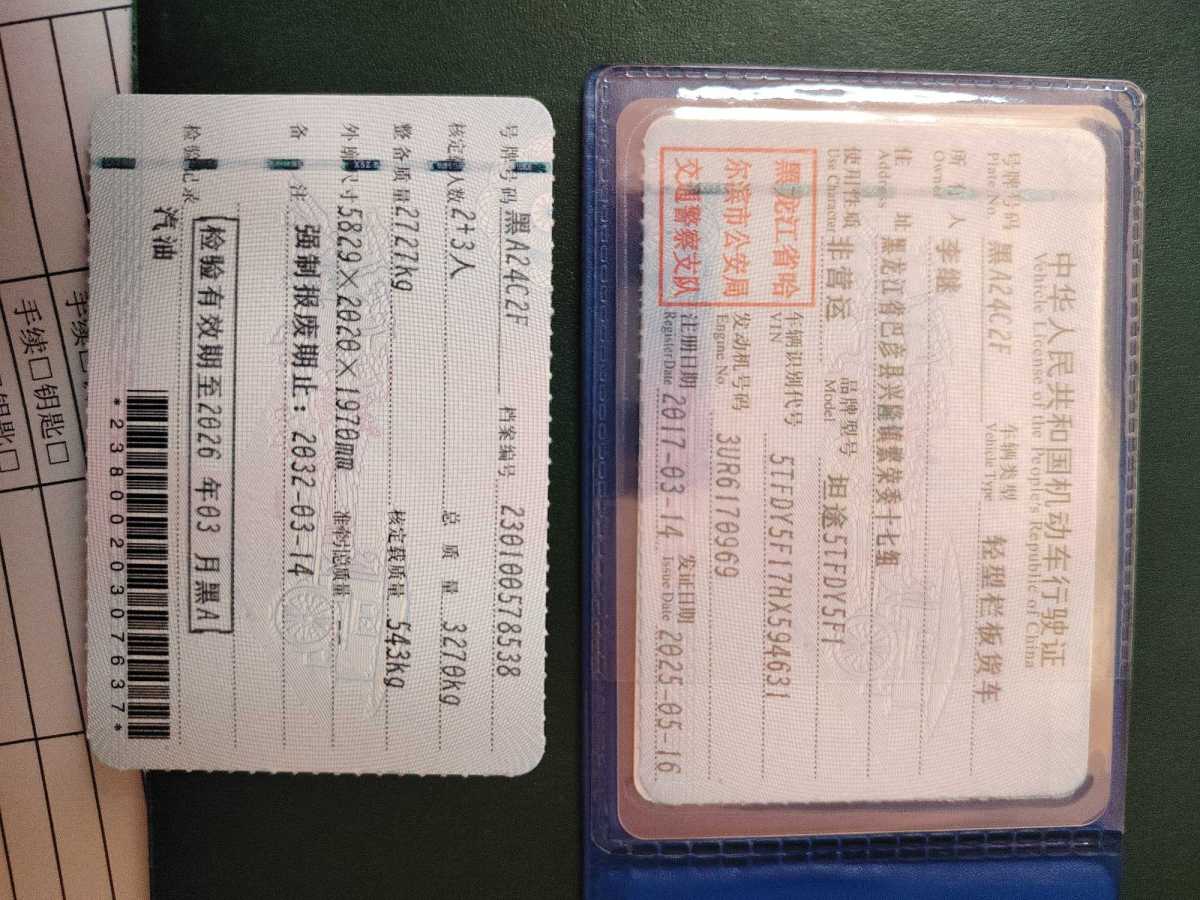 中华人民共和国机动车行驶证
Vehicle License of the People's Republic of China
号牌号码 黑A24C2F 车辆类型 轻型栏板货车
Plate No. Vehicle Type
所有人 李继
Owner
住址 黑龙江省巴彦县兴隆镇繁荣委十七组
Address
使用性质 非营运 品牌型号 坦途5TFDY5F1
Use Character Model
黑龙江省哈
尔滨市公安局
交通警察支队
车辆识别代号 5TFDY5F17HX594631
VIN
发动机号码 3UR6170969
Engine No.
注册日期 2017-03-14 发证日期 2025-05-16
Register Date Issue Date
号牌号码 黑A24C2F 档案编号 230100578538
核定载人数 2+3人 总质量 3270kg
整备质量 2727kg 核定载质量 543kg
外廓尺寸 5829×2020×1970mm 准牵引总质量 --
备注 强制报废期止：2032-03-14
检验记录 检验有效期至2026年03月黑A
汽油
*2380020307637*
手续□钥匙□
手续□
钥匙□